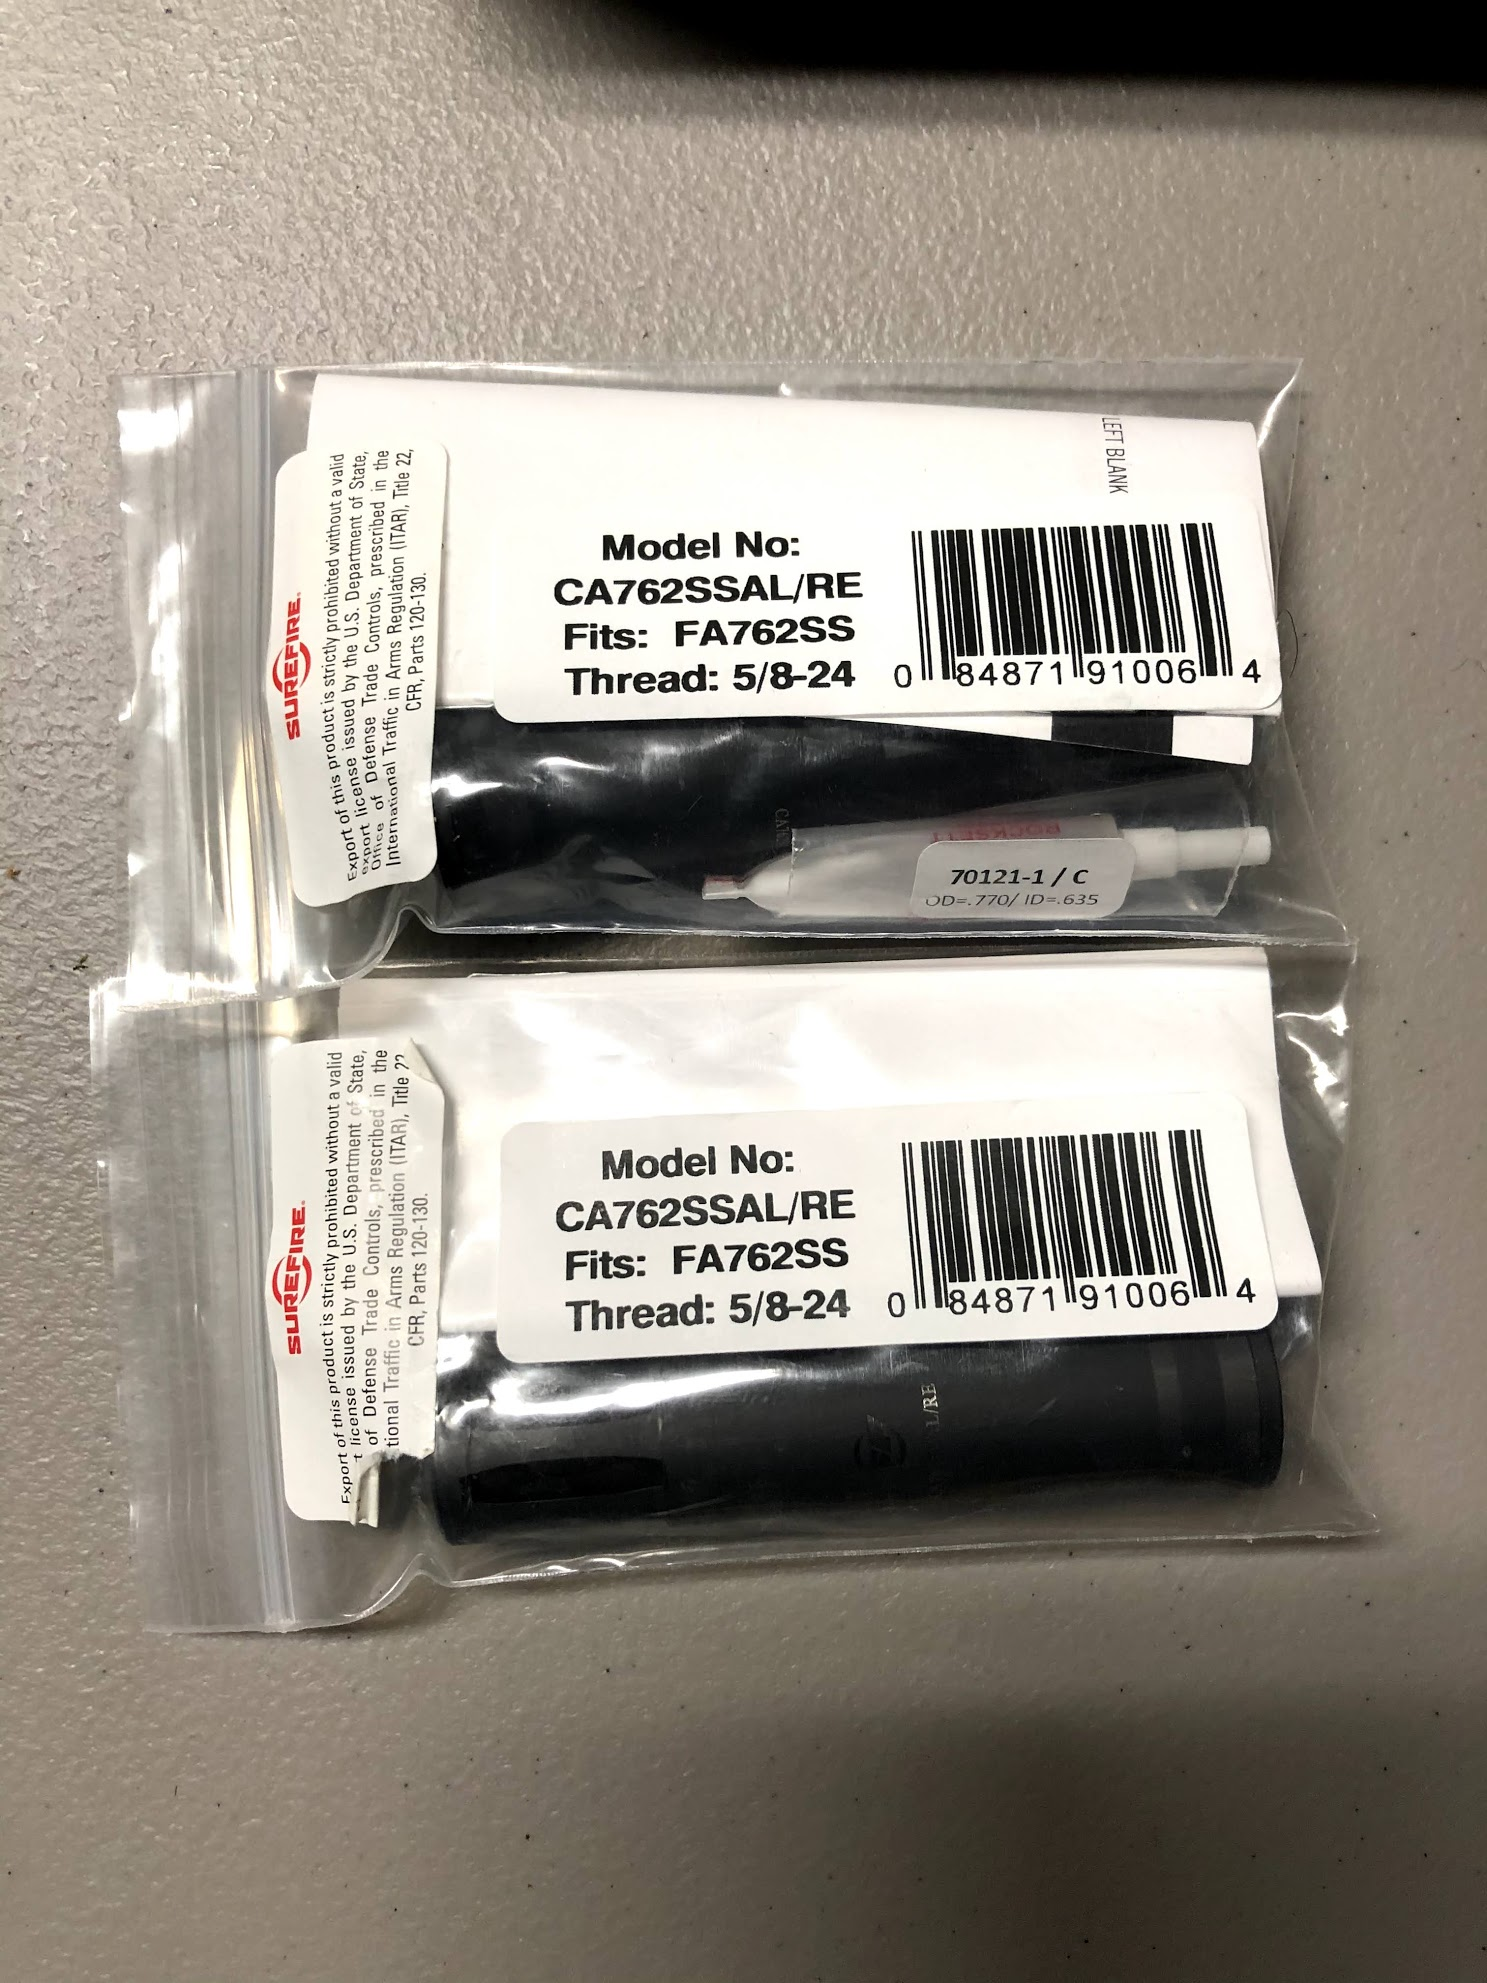 LEFT BLANK
SUREFIRE
Export of this product is strictly prohibited without a valid
export license issued by the U.S. Department of State,
Office of Defense Trade Controls, prescribed in the
International Traffic in Arms Regulation (ITAR), Title 22,
CFR, Parts 120-130.
Model No:
CA762SSAL/RE
Fits: FA762SS
Thread: 5/8-24
0 84871 91006 4
ROCKSETT
70121-1 / C
OD=.770/ ID=.635
SUREFIRE
Export of this product is strictly prohibited without a valid
t license issued by the U.S. Department of State,
of Defense Trade Controls, prescribed in the
tional Traffic in Arms Regulation (ITAR), Title 22
CFR, Parts 120-130.
Model No:
CA762SSAL/RE
Fits: FA762SS
Thread: 5/8-24
0 84871 91006 4
L/RE